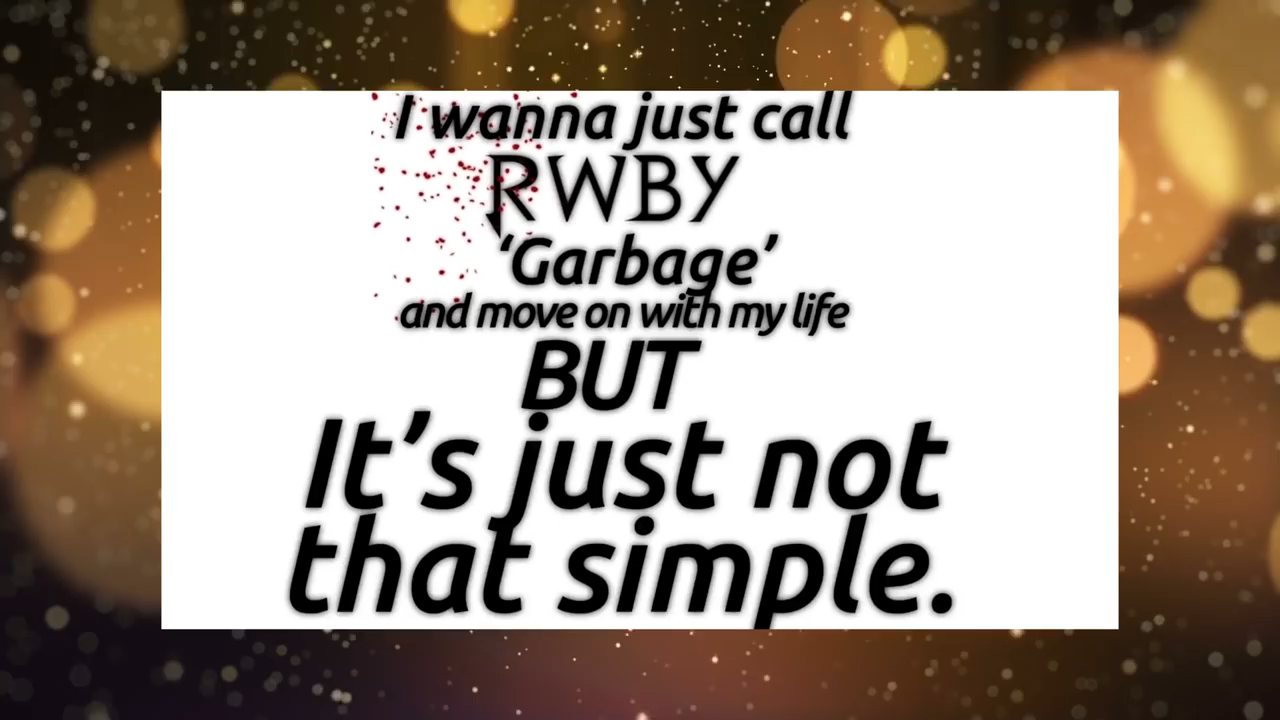 I wanna just call
RWBY
‘Garbage’
and move on with my life
BUT
It’s just not
that simple.